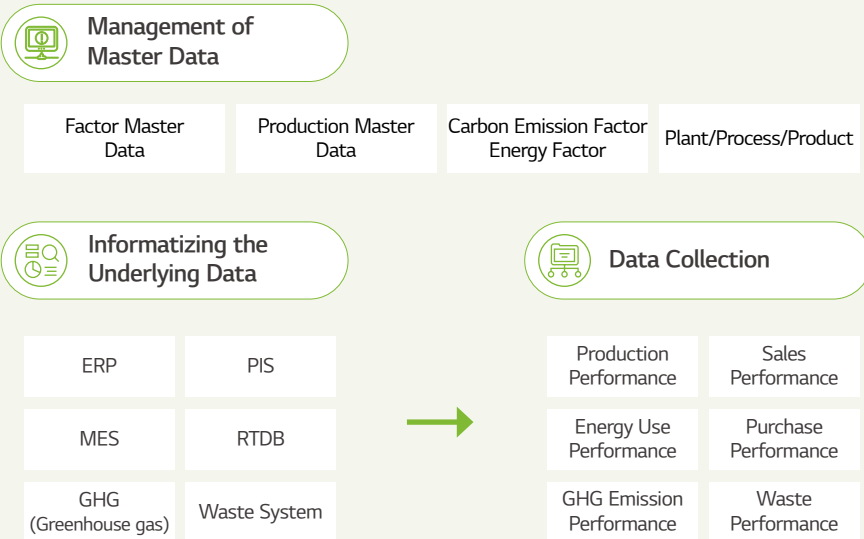 Management of
Master Data
Factor Master
Data
Production Master
Data
Carbon Emission Factor
Energy Factor
Plant/Process/Product
Informatizing the
Underlying Data
Data Collection
ERP
PIS
MES
RTDB
GHG
(Greenhouse gas)
Waste System
Production
Performance
Sales
Performance
Energy Use
Performance
Purchase
Performance
GHG Emission
Performance
Waste
Performance